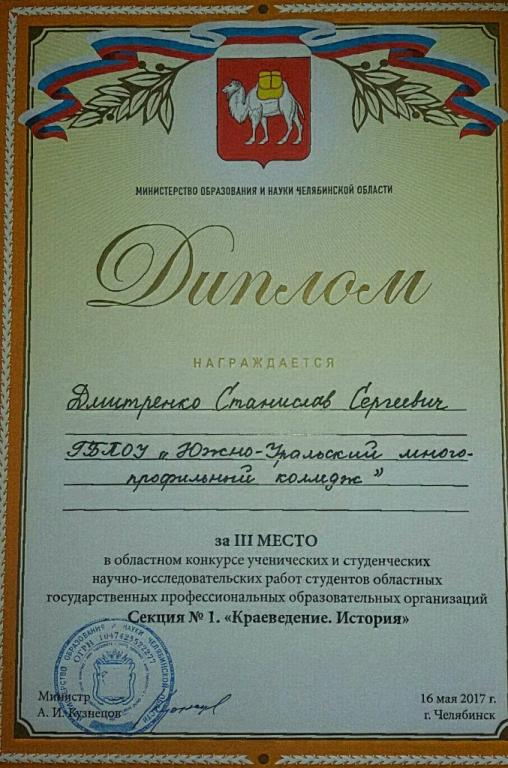 МИНИСТЕРСТВО ОБРАЗОВАНИЯ И НАУКИ ЧЕЛЯБИНСКОЙ ОБЛАСТИ
Диплом
НАГРАЖДАЕТСЯ
Дмитренко Станислав Сергеевич
ГБПОУ „Южно-Уральский много-
профильный колледж”
за III МЕСТО
в областном конкурсе ученических и студенческих
научно-исследовательских работ студентов областных
государственных профессиональных образовательных организаций
Секция № 1. «Краеведение. История»
Министр
А. И. Кузнецов
16 мая 2017 г.
г. Челябинск